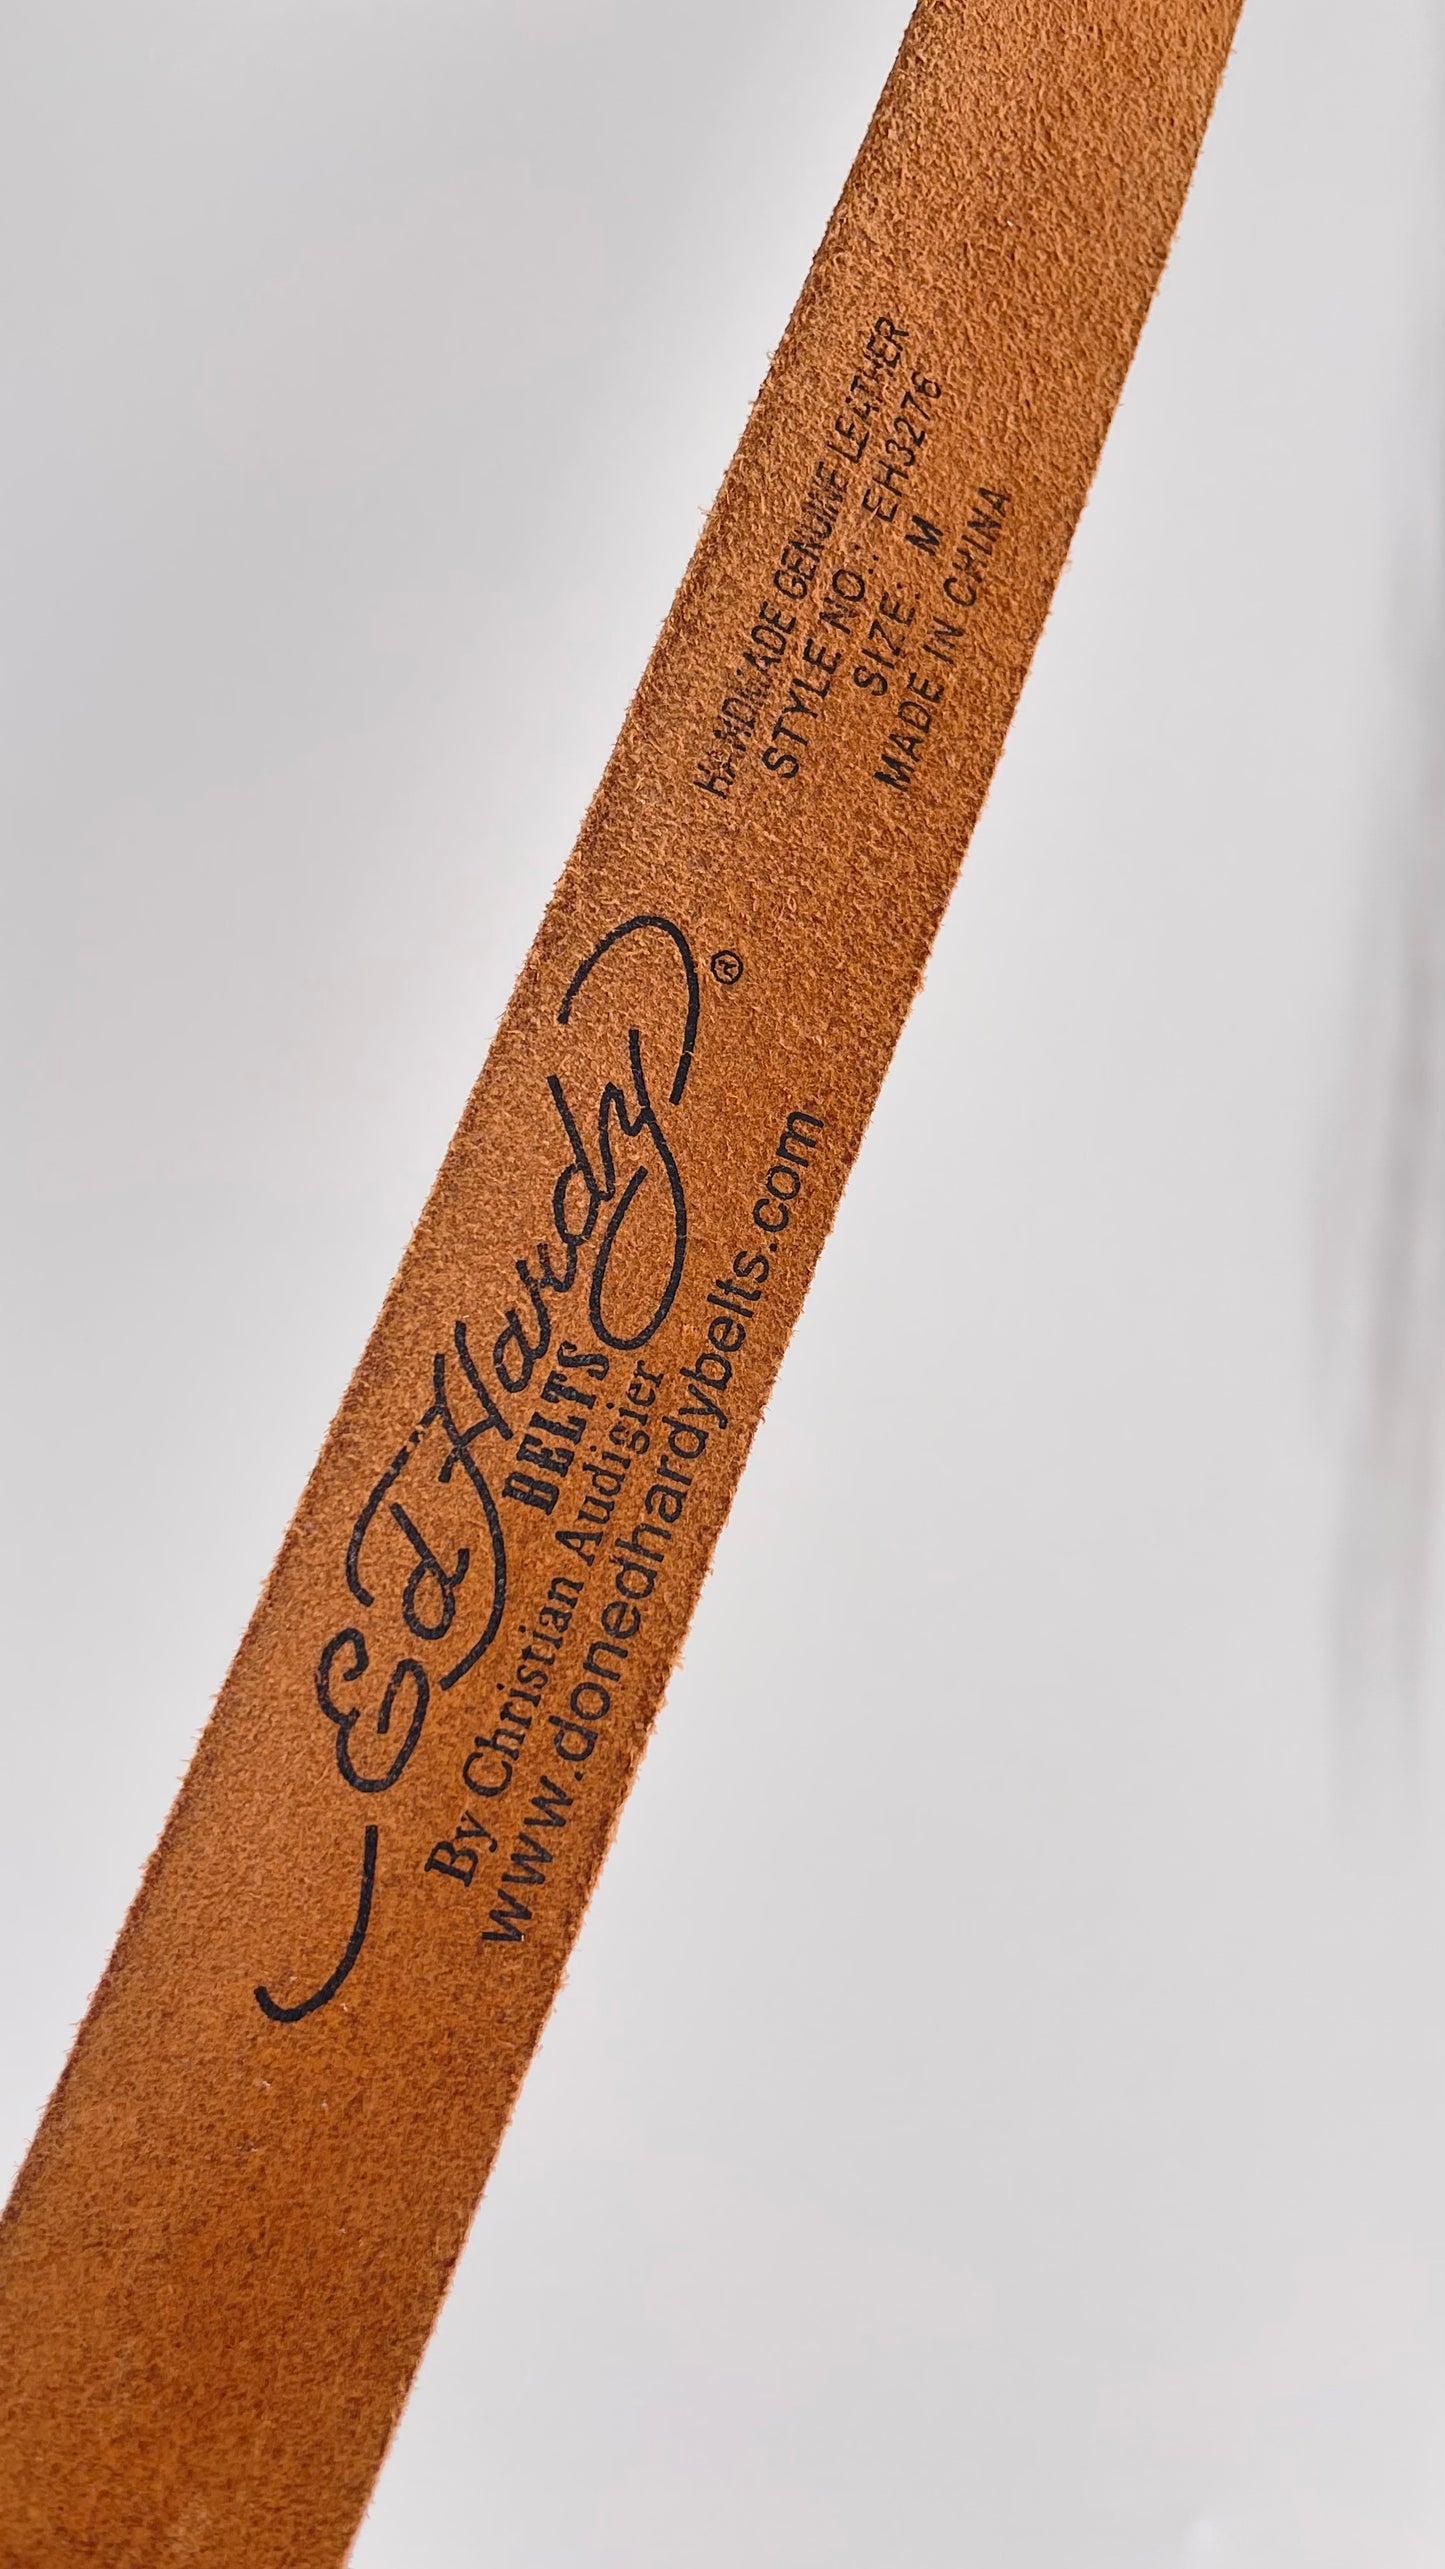 Ed Hardy®
BELTS
By Christian Audigier
www.donedhardybelts.com
HANDMADE GENUINE LEATHER
STYLE NO.: EH3276
SIZE: M
MADE IN CHINA